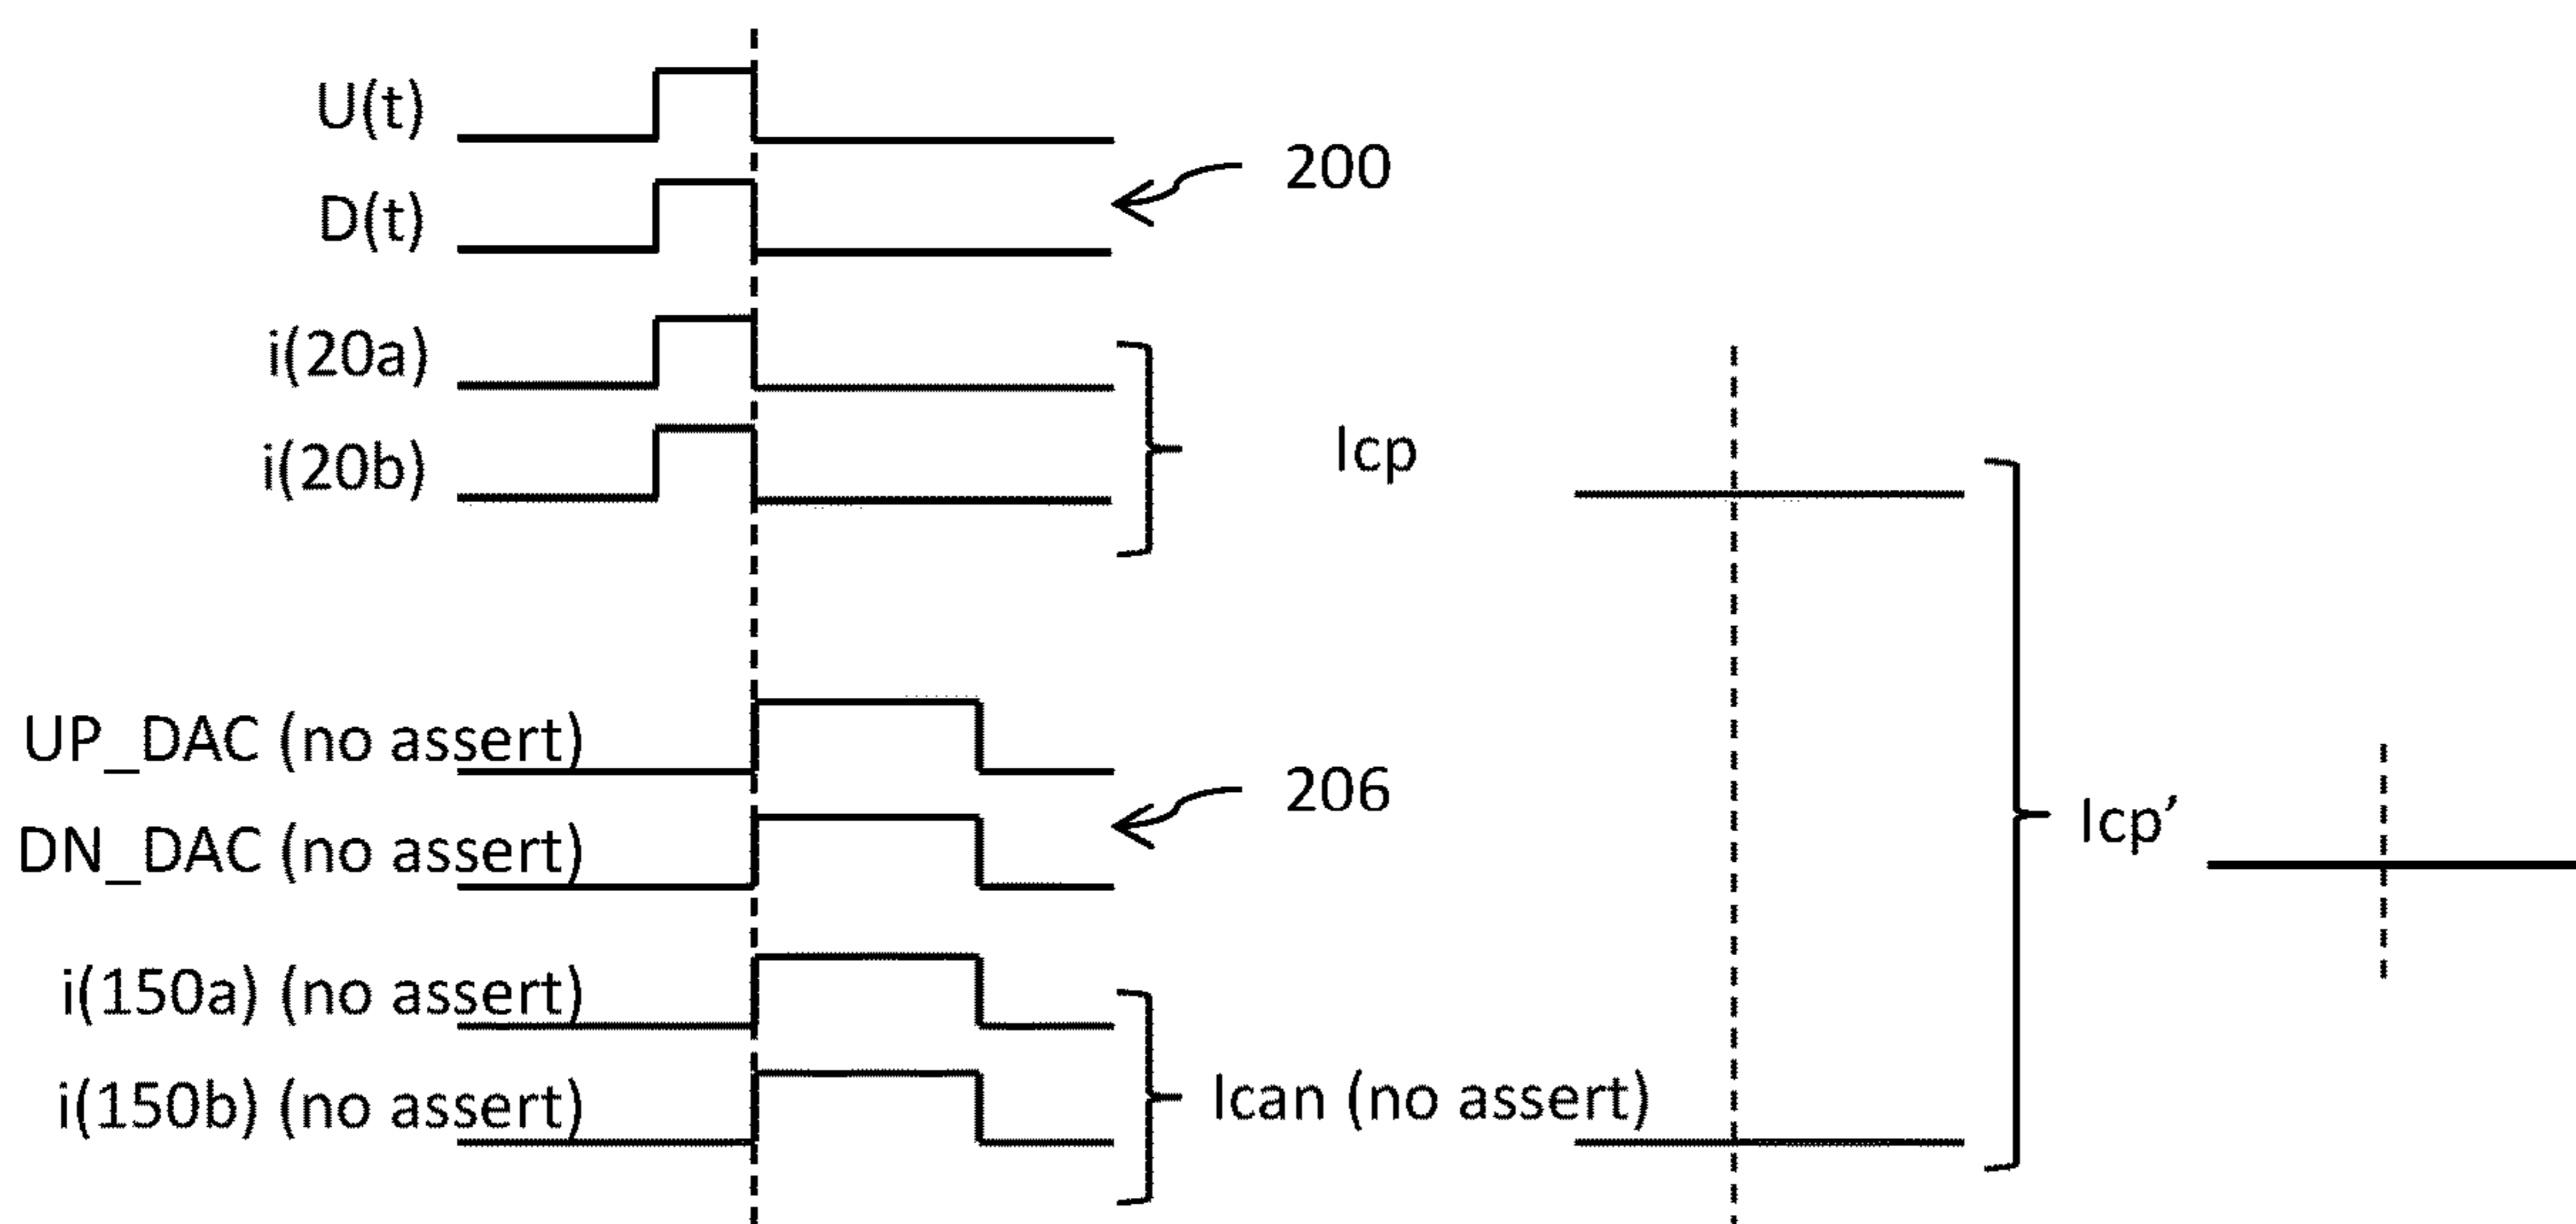 U(t)
200
D(t)
i(20a)
Icp
i(20b)
UP_DAC (no assert)
206
Icp’
DN_DAC (no assert)
i(150a) (no assert)
Ican (no assert)
i(150b) (no assert)